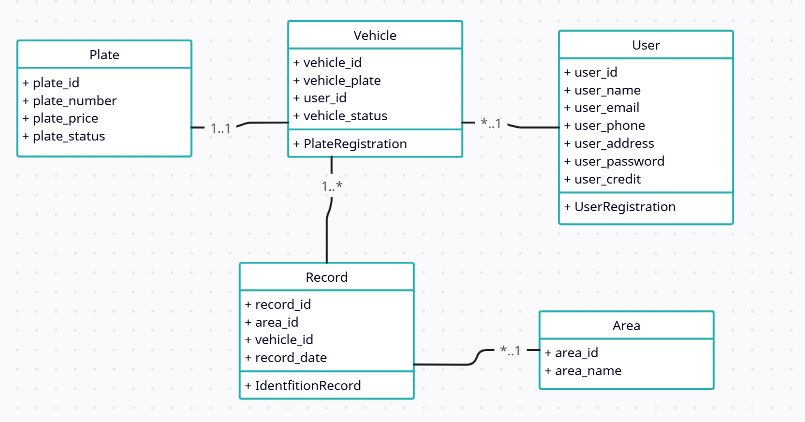 Plate
+ plate_id
+ plate_number
+ plate_price
+ plate_status
1..1
Vehicle
+ vehicle_id
+ vehicle_plate
+ user_id
+ vehicle_status
+ PlateRegistration
*..1
User
+ user_id
+ user_name
+ user_email
+ user_phone
+ user_address
+ user_password
+ user_credit
+ UserRegistration
1..*
Record
+ record_id
+ area_id
+ vehicle_id
+ record_date
+ IdentfitionRecord
*..1
Area
+ area_id
+ area_name